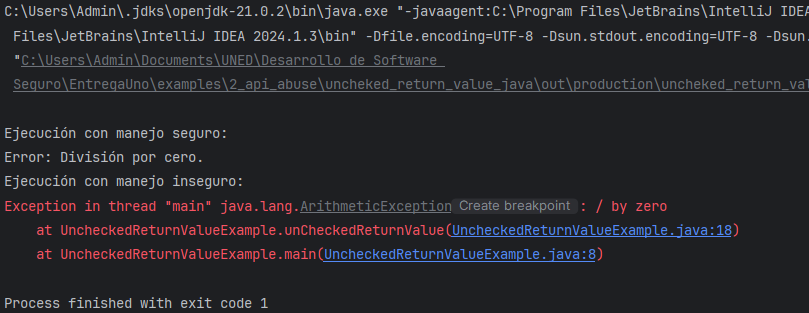 C:\Users\Admin\.jdks\openjdk-21.0.2\bin\java.exe "-javaagent:C:\Program Files\JetBrains\IntelliJ IDEA
Files\JetBrains\IntelliJ IDEA 2024.1.3\bin" -Dfile.encoding=UTF-8 -Dsun.stdout.encoding=UTF-8 -Dsun.
"C:\Users\Admin\Documents\UNED\Desarrollo de Software
Seguro\EntregaUno\examples\2_api_abuse\uncheked_return_value_java\out\production\uncheked_return_val
Ejecución con manejo seguro:
Error: División por cero.
Ejecución con manejo inseguro:
Exception in thread "main" java.lang.ArithmeticException Create breakpoint : / by zero
at UncheckedReturnValueExample.unCheckedReturnValue(UncheckedReturnValueExample.java:18)
at UncheckedReturnValueExample.main(UncheckedReturnValueExample.java:8)
Process finished with exit code 1